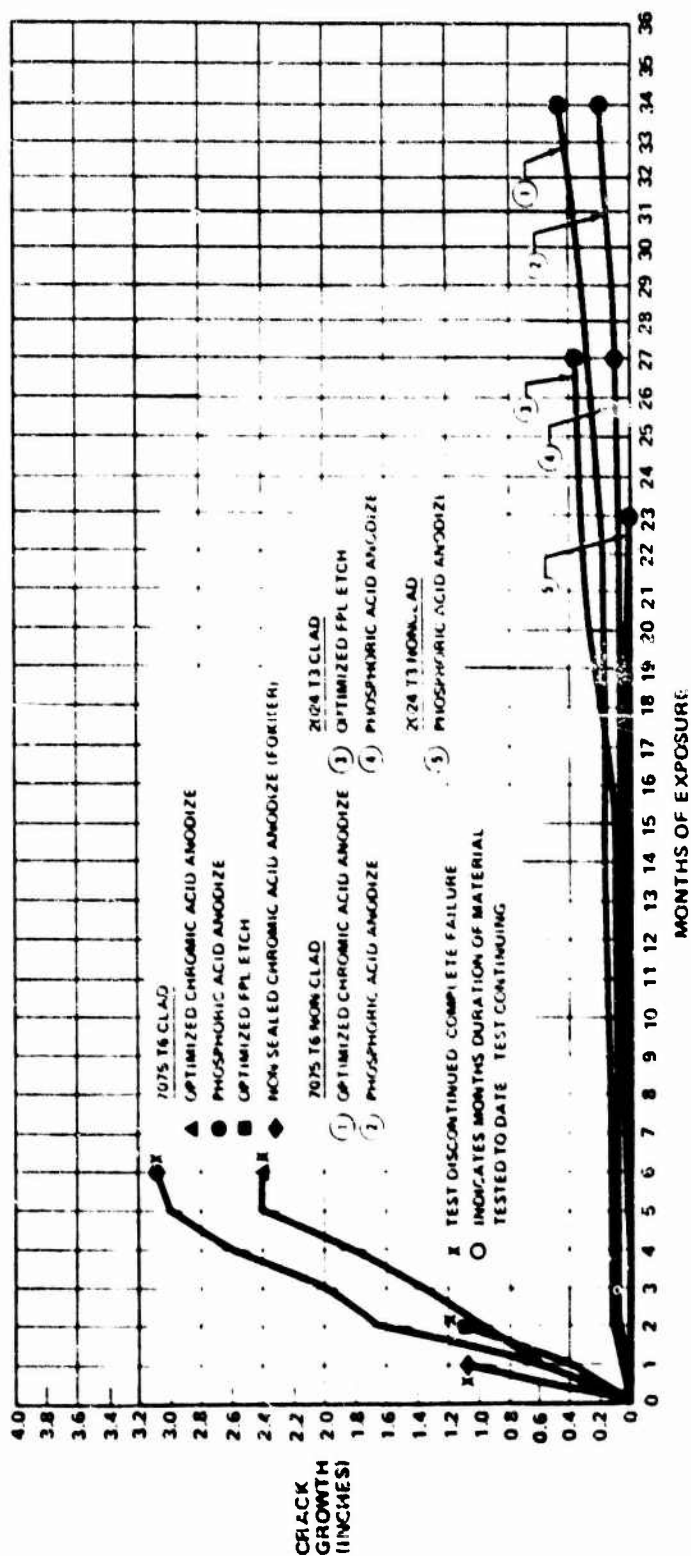 CRACK
GROWTH
(INCHES)
4.0
3.8
3.6
3.4
3.2
3.0
2.8
2.6
2.4
2.2
2.0
1.8
1.6
1.4
1.2
1.0
0.8
0.6
0.4
0.2
0
7075 T6 CLAD
▲ OPTIMIZED CHROMIC ACID ANODIZE
● PHOSPHORIC ACID ANODIZE
■ OPTIMIZED FPL ETCH
◆ NON SEALED CHROMIC ACID ANODIZE (FOKKER)
7075 T6 NON CLAD
① OPTIMIZED CHROMIC ACID ANODIZE
② PHOSPHORIC ACID ANODIZE
2024 T3 CLAD
③ OPTIMIZED FPL ETCH
④ PHOSPHORIC ACID ANODIZE
2024 T3 NONCLAD
⑤ PHOSPHORIC ACID ANODIZE
X TEST DISCONTINUED COMPLETE FAILURE
O INDICATES MONTHS DURATION OF MATERIAL
TESTED TO DATE TEST CONTINUING
X
X
X
X
5
4
3
2
1
0 1 2 3 4 5 6 7 8 9 10 11 12 13 14 15 16 17 18 19 20 21 22 23 24 25 26 27 28 29 30 31 32 33 34 35 36
MONTHS OF EXPOSURE